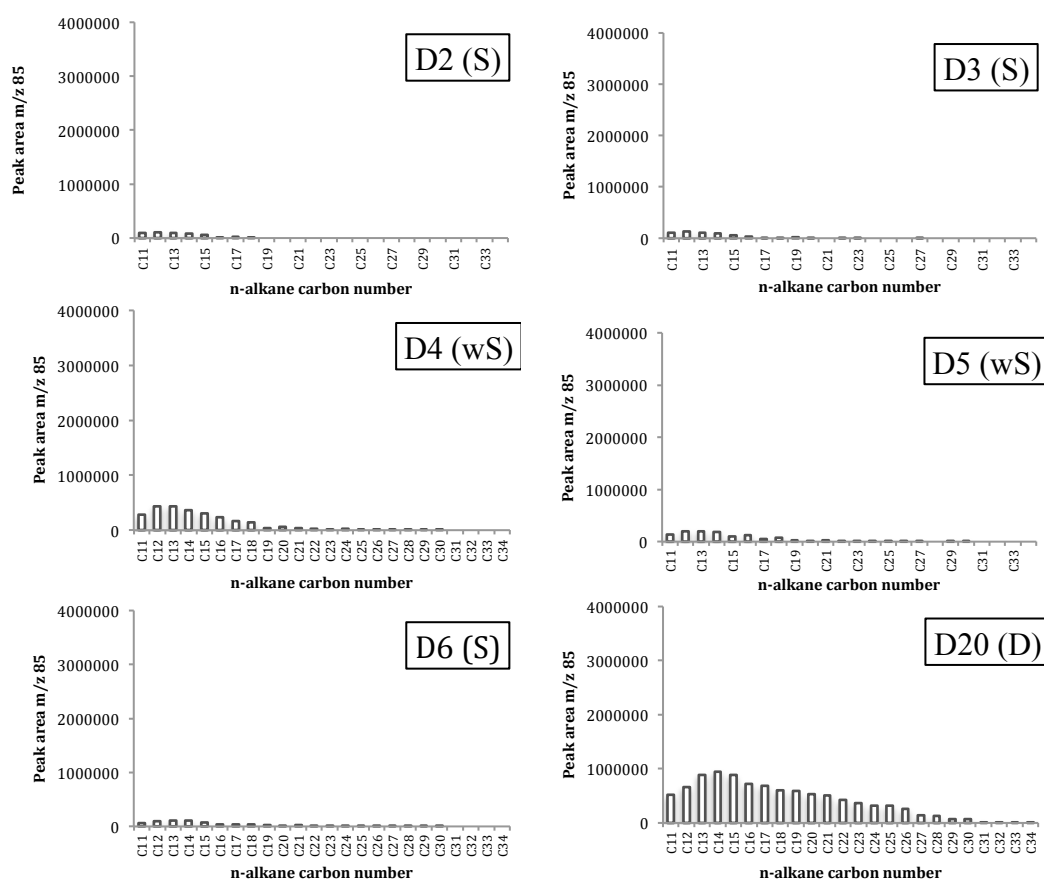 D2 (S)
Peak area m/z 85
4000000
3000000
2000000
1000000
0
C11
C13
C15
C17
C19
C21
C23
C25
C27
C29
C31
C33
n-alkane carbon number
D3 (S)
Peak area m/z 85
4000000
3000000
2000000
1000000
0
C11
C13
C15
C17
C19
C21
C23
C25
C27
C29
C31
C33
n-alkane carbon number
D4 (wS)
Peak area m/z 85
4000000
3000000
2000000
1000000
0
C11
C12
C13
C14
C15
C16
C17
C18
C19
C20
C21
C22
C23
C24
C25
C26
C27
C28
C29
C30
C31
C32
C33
C34
n-alkane carbon number
D5 (wS)
Peak area m/z 85
4000000
3000000
2000000
1000000
0
C11
C13
C15
C17
C19
C21
C23
C25
C27
C29
C31
C33
n-alkane carbon number
D6 (S)
Peak area m/z 85
4000000
3000000
2000000
1000000
0
C11
C12
C13
C14
C15
C16
C17
C18
C19
C20
C21
C22
C23
C24
C25
C26
C27
C28
C29
C30
C31
C32
C33
C34
n-alkane carbon number
D20 (D)
Peak area m/z 85
4000000
3000000
2000000
1000000
0
C11
C12
C13
C14
C15
C16
C17
C18
C19
C20
C21
C22
C23
C24
C25
C26
C27
C28
C29
C30
C31
C32
C33
C34
n-alkane carbon number